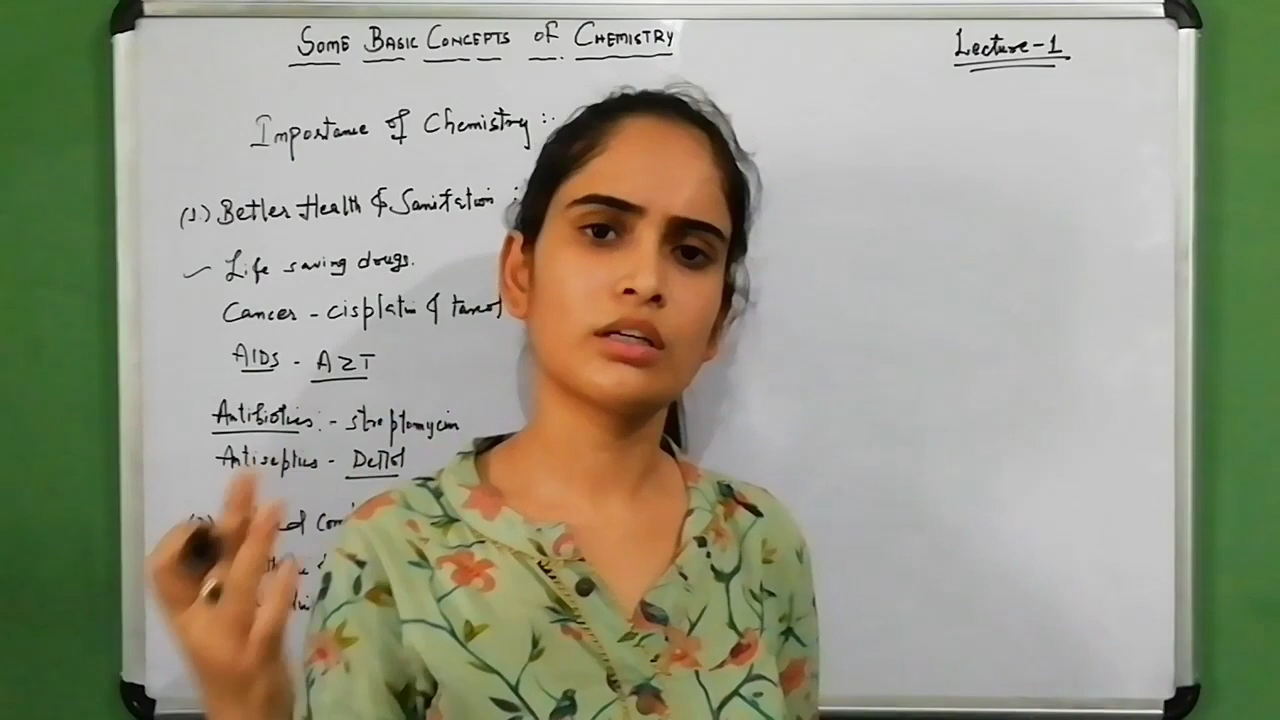 SOME BASIC CONCEPTS OF CHEMISTRY
Lecture-1
Importance of Chemistry :-
(1.) Better Health & Sanitation :
✓ Life saving drugs.
Cancer - cisplatin & taxol
AIDS - AZT
Antibiotics :- streptomycin
Antiseptics - Dettol